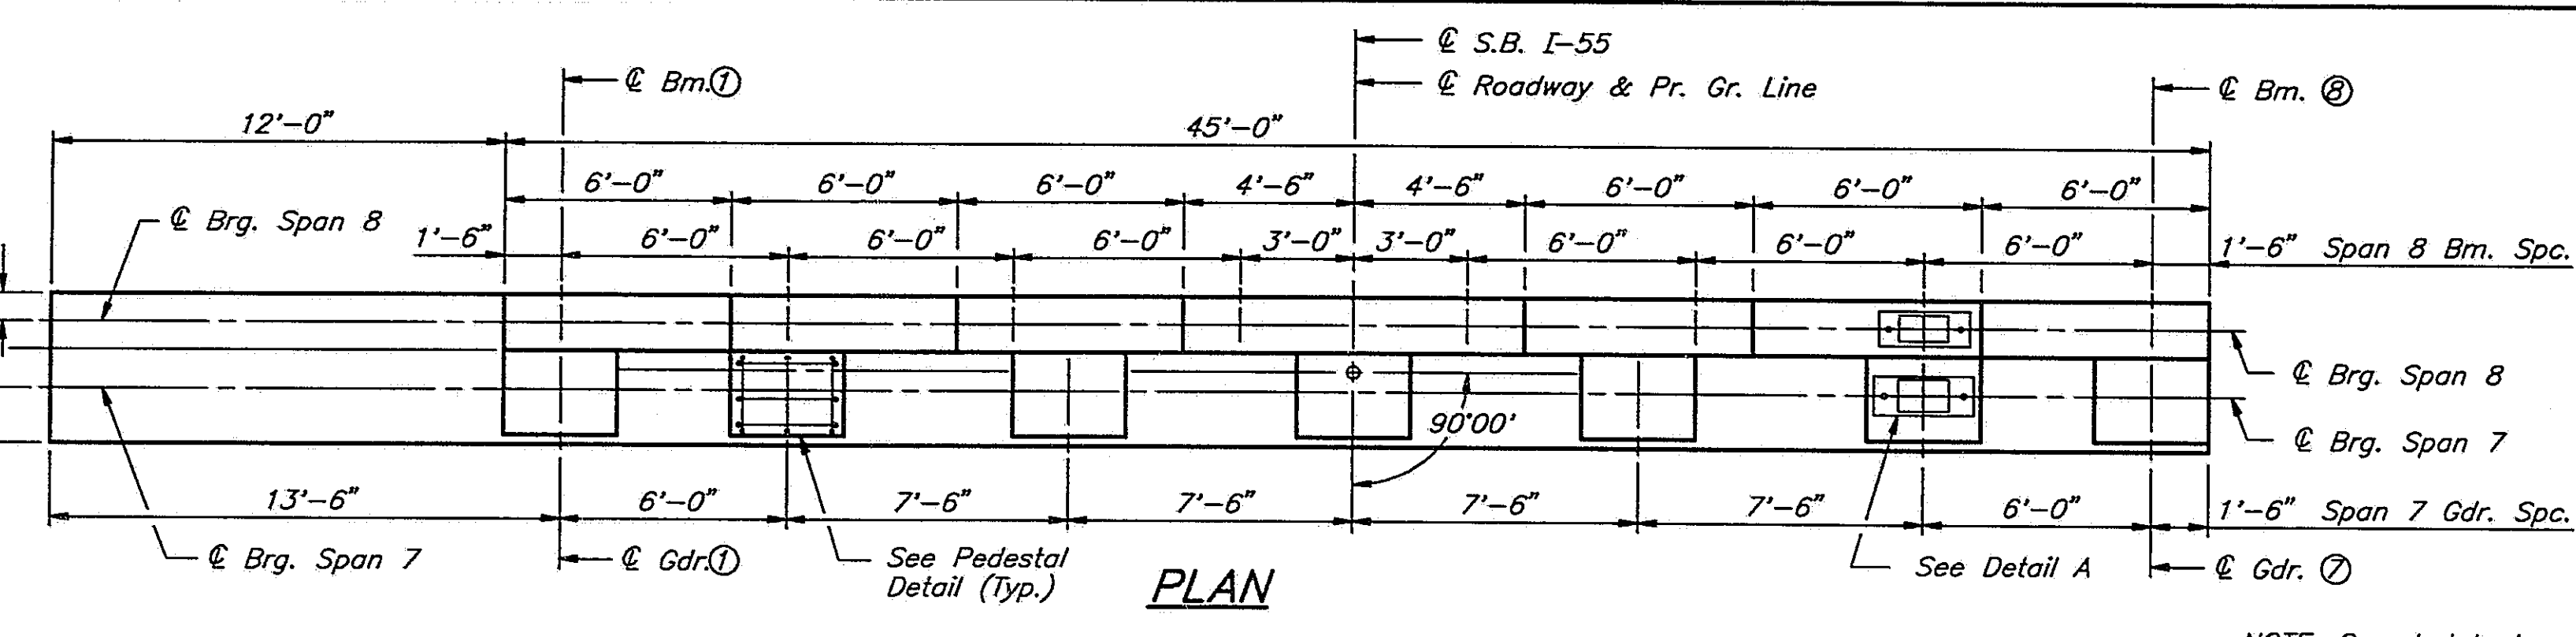 ℄ S.B. I-55
℄ Bm.①
℄ Roadway & Pr. Gr. Line
℄ Bm. ⑧
12'-0" 45'-0"
6'-0" 6'-0" 6'-0" 4'-6" 4'-6" 6'-0" 6'-0" 6'-0"
℄ Brg. Span 8
1'-6" 6'-0" 6'-0" 6'-0" 3'-0" 3'-0" 6'-0" 6'-0" 6'-0" 1'-6" Span 8 Bm. Spc.
℄ Brg. Span 8
90°00'
℄ Brg. Span 7
13'-6" 6'-0" 7'-6" 7'-6" 7'-6" 7'-6" 6'-0" 1'-6" Span 7 Gdr. Spc.
℄ Brg. Span 7
℄ Gdr.①
See Pedestal
Detail (Typ.)
See Detail A
℄ Gdr. ⑦
PLAN